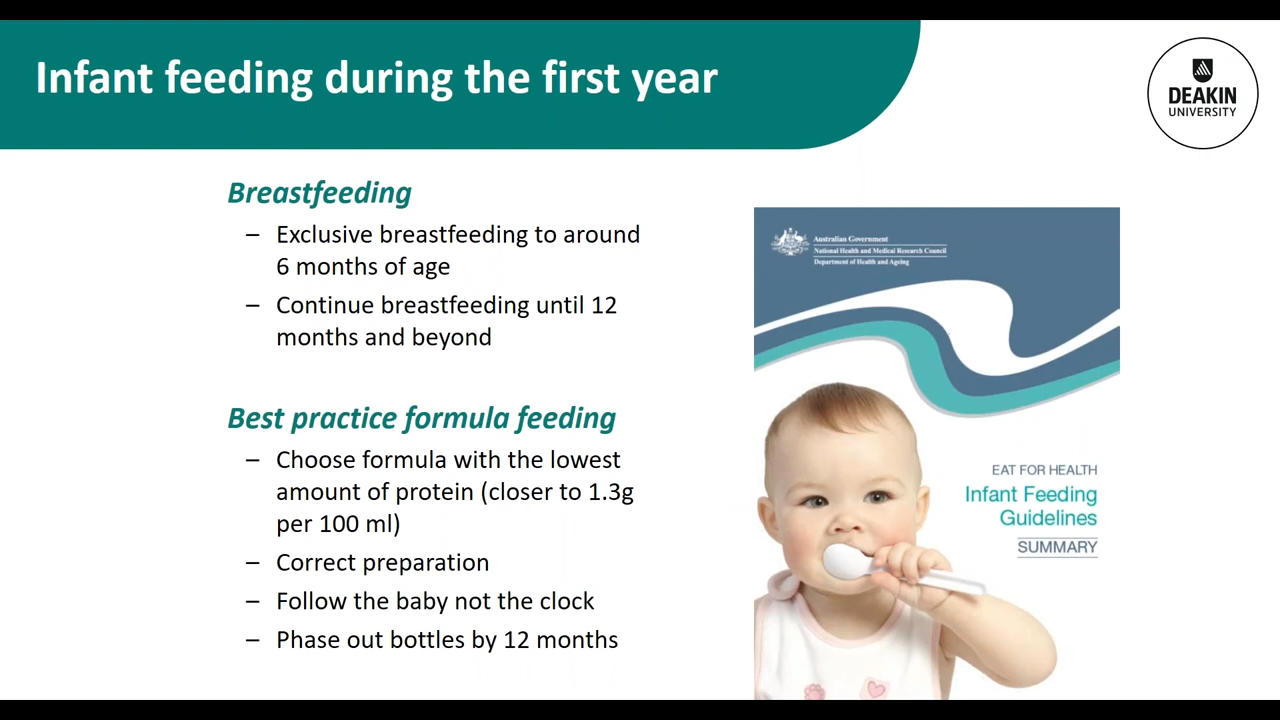 Infant feeding during the first year
DEAKIN
UNIVERSITY
Breastfeeding
– Exclusive breastfeeding to around
6 months of age
– Continue breastfeeding until 12
months and beyond
Best practice formula feeding
– Choose formula with the lowest
amount of protein (closer to 1.3g
per 100 ml)
– Correct preparation
– Follow the baby not the clock
– Phase out bottles by 12 months
Australian Government
National Health and Medical Research Council
Department of Health and Ageing
EAT FOR HEALTH
Infant Feeding
Guidelines
SUMMARY